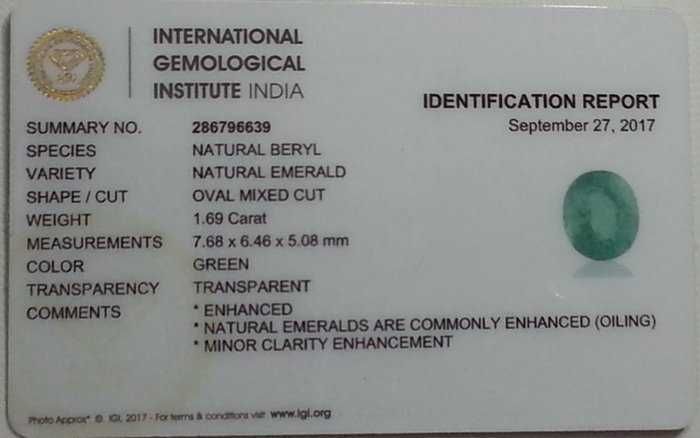 INTERNATIONAL
GEMOLOGICAL
INSTITUTE INDIA
IDENTIFICATION REPORT
September 27, 2017
SUMMARY NO. 286796639
SPECIES NATURAL BERYL
VARIETY NATURAL EMERALD
SHAPE / CUT OVAL MIXED CUT
WEIGHT 1.69 Carat
MEASUREMENTS 7.68 x 6.46 x 5.08 mm
COLOR GREEN
TRANSPARENCY TRANSPARENT
COMMENTS * ENHANCED
* NATURAL EMERALDS ARE COMMONLY ENHANCED (OILING)
* MINOR CLARITY ENHANCEMENT
Photo Approx* © IGI, 2017 - For terms & conditions visit www.igi.org